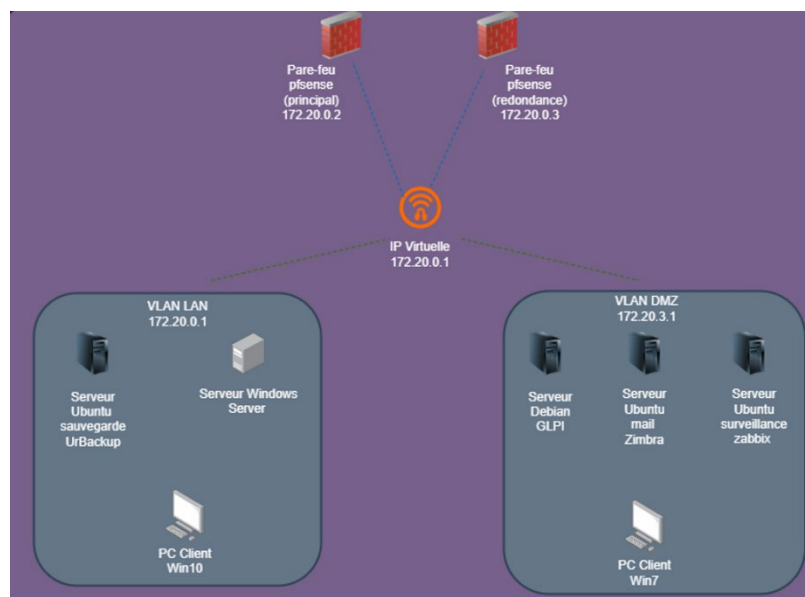 Pare-feu
pfsense
(principal)
172.20.0.2
Pare-feu
pfsense
(redondance)
172.20.0.3
IP Virtuelle
172.20.0.1
VLAN LAN
172.20.0.1
Serveur
Ubuntu
sauvegarde
UrBackup
Serveur Windows
Server
PC Client
Win10
VLAN DMZ
172.20.3.1
Serveur
Debian
GLPI
Serveur
Ubuntu
mail
Zimbra
Serveur
Ubuntu
surveillance
zabbix
PC Client
Win7